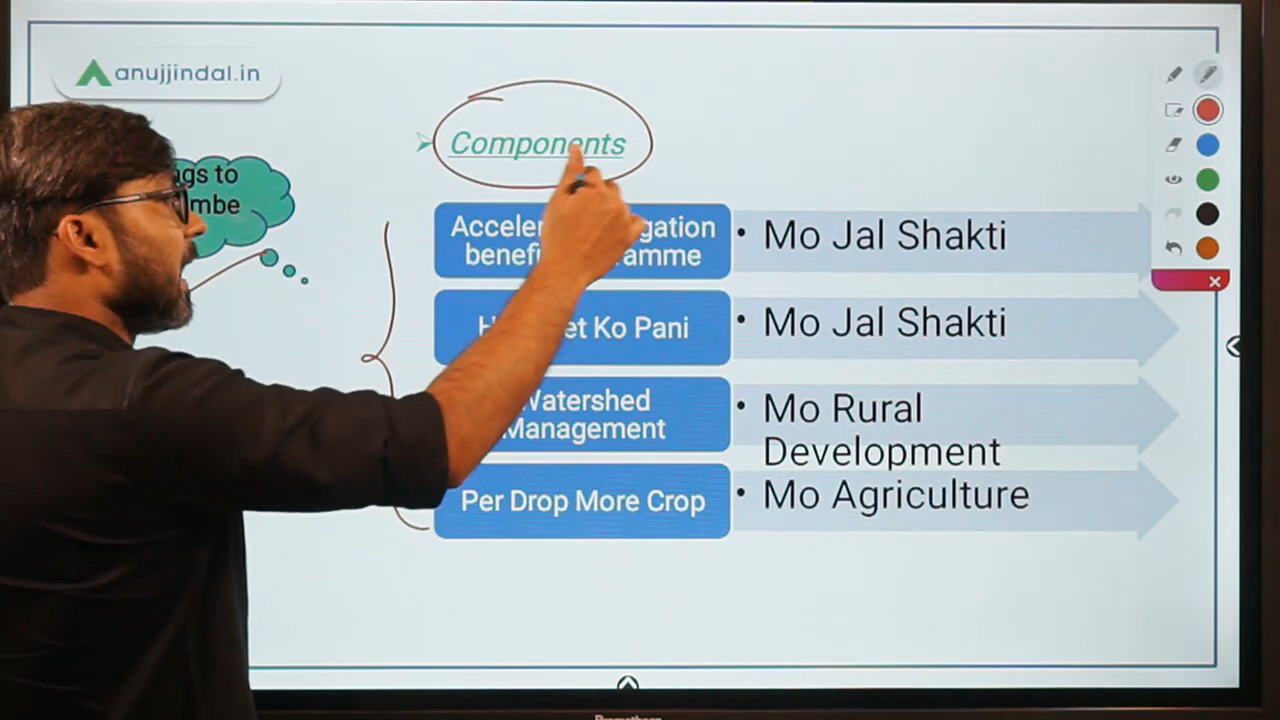 anujjindal.in
Components
to
Mo Jal Shakti
Ko Pani
Mo Jal Shakti
Watershed
Management
Mo Rural
Development
Per Drop More Crop
Mo Agriculture